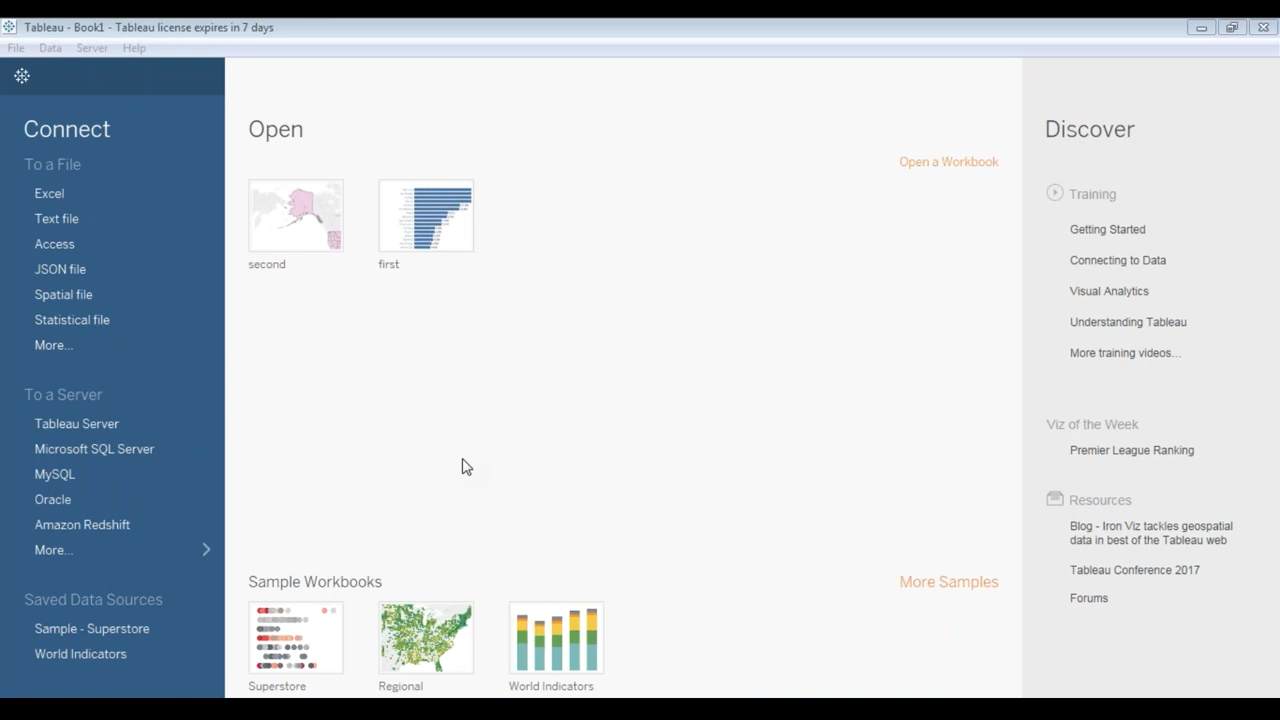 Tableau - Book1 - Tableau license expires in 7 days
File Data Server Help
Connect
To a File
Excel
Text file
Access
JSON file
Spatial file
Statistical file
More...
To a Server
Tableau Server
Microsoft SQL Server
MySQL
Oracle
Amazon Redshift
More...
Saved Data Sources
Sample - Superstore
World Indicators
Open
Open a Workbook
second
first
Sample Workbooks
More Samples
Superstore
Regional
World Indicators
Discover
Training
Getting Started
Connecting to Data
Visual Analytics
Understanding Tableau
More training videos...
Viz of the Week
Premier League Ranking
Resources
Blog - Iron Viz tackles geospatial
data in best of the Tableau web
Tableau Conference 2017
Forums